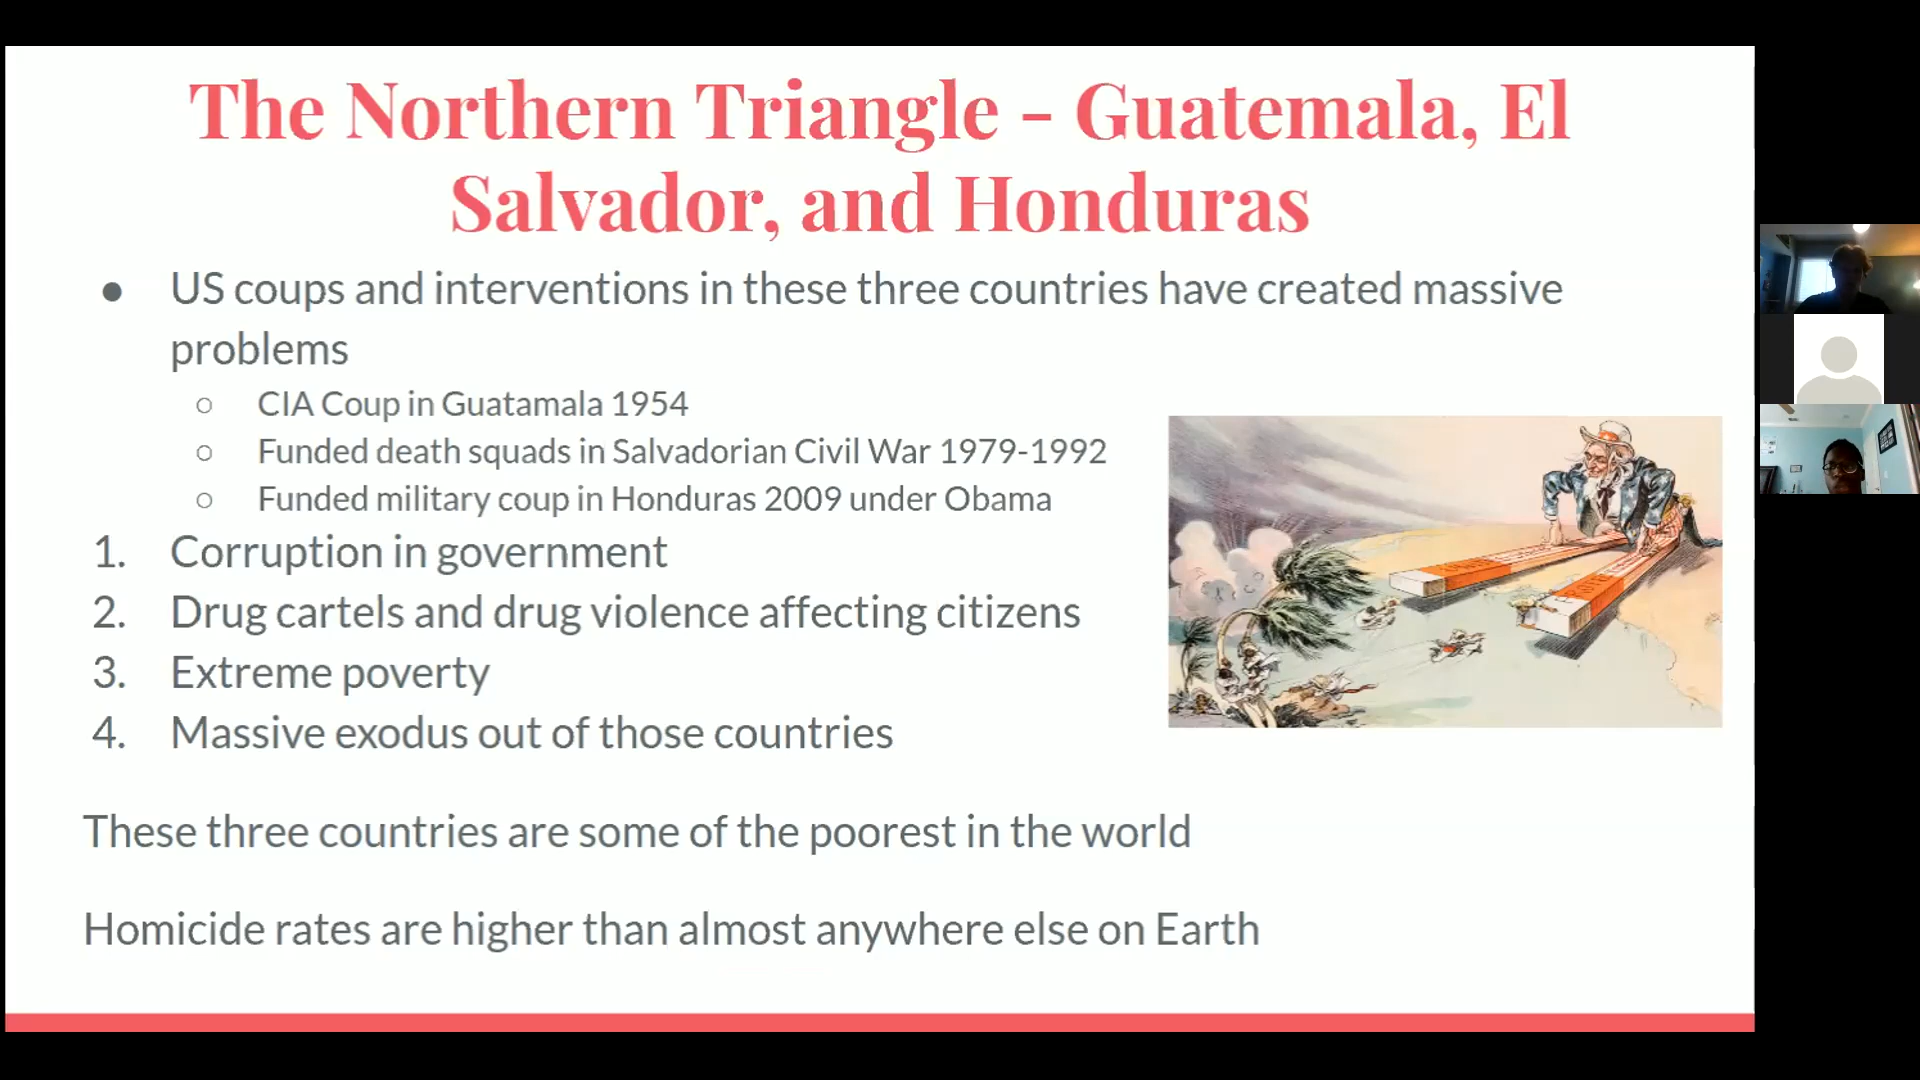 The Northern Triangle - Guatemala, El
Salvador, and Honduras
● US coups and interventions in these three countries have created massive
problems
○ CIA Coup in Guatamala 1954
○ Funded death squads in Salvadorian Civil War 1979-1992
○ Funded military coup in Honduras 2009 under Obama
1. Corruption in government
2. Drug cartels and drug violence affecting citizens
3. Extreme poverty
4. Massive exodus out of those countries
These three countries are some of the poorest in the world
Homicide rates are higher than almost anywhere else on Earth